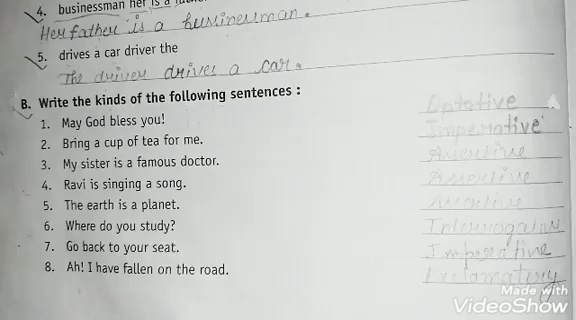 4. businessman her is a
Her father is a bussinessman.
5. drives a car driver the
The driver drives a car.
B. Write the kinds of the following sentences :
1. May God bless you! Optative
2. Bring a cup of tea for me. Imperative
3. My sister is a famous doctor. Assertive
4. Ravi is singing a song. Assertive
5. The earth is a planet. Assertive
6. Where do you study? Interrogative
7. Go back to your seat. Imperative
8. Ah! I have fallen on the road. Exclamatory
Made with
VideoShow